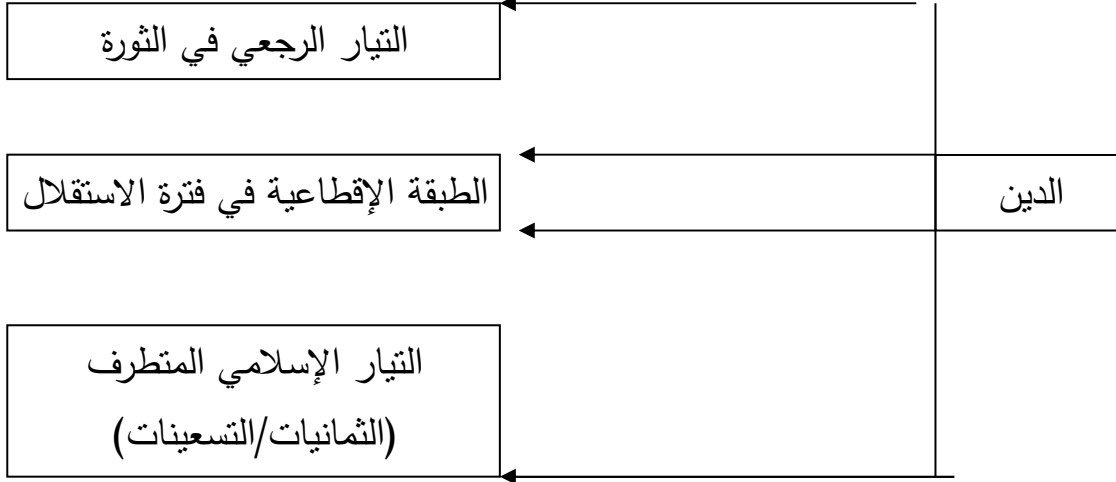 التيار الرجعي في الثورة
الدين
الطبقة الإقطاعية في فترة الاستقلال
التيار الإسلامي المتطرف
(الثمانيات/التسعينات)